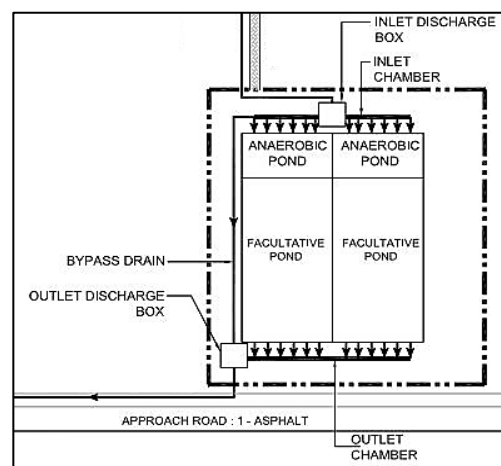 INLET DISCHARGE
BOX
INLET
CHAMBER
ANAEROBIC
POND
ANAEROBIC
POND
FACULTATIVE
POND
FACULTATIVE
POND
BYPASS DRAIN
OUTLET DISCHARGE
BOX
APPROACH ROAD : 1 - ASPHALT
OUTLET
CHAMBER